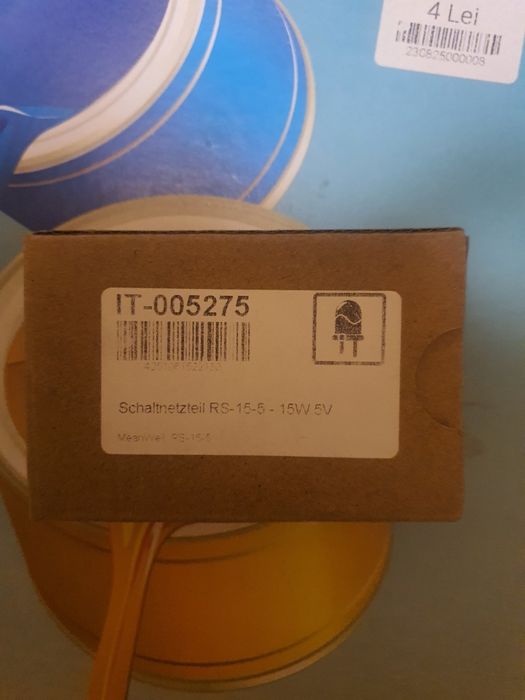 4 Lei
230825000008
IT-005275
Schaltnetzteil RS-15-5 - 15W 5V
MeanWell RS-15-5